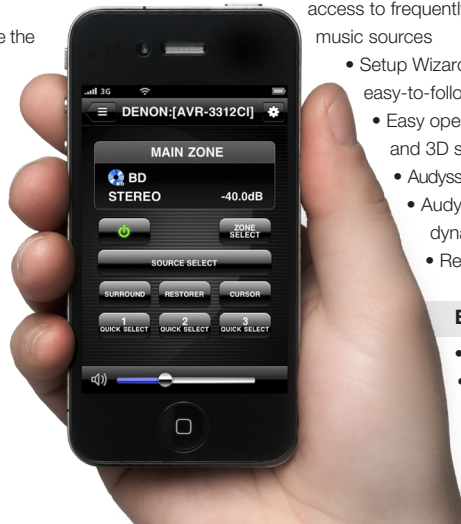 e the
access to frequently
music sources
• Setup Wizard
easy-to-follow
• Easy ope
and 3D s
• Audyss
• Audy
dyna
• Re
3G
DENON:[AVR-3312CI]
MAIN ZONE
BD
STEREO -40.0dB
ZONE SELECT
SOURCE SELECT
SURROUND RESTORER CURSOR
1 2 3
QUICK SELECT QUICK SELECT QUICK SELECT